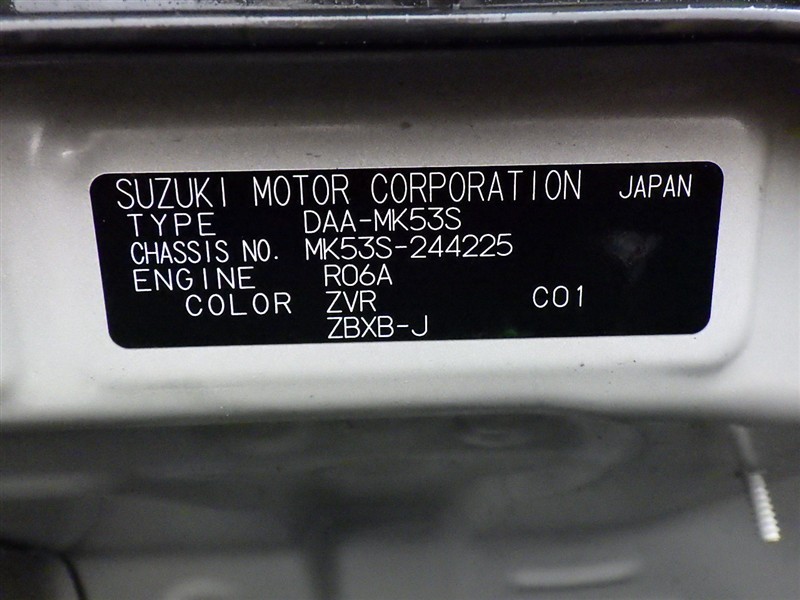 SUZUKI MOTOR CORPORATION JAPAN
TYPE DAA-MK53S
CHASSIS NO. MK53S-244225
ENGINE R06A
COLOR ZVR C01
ZBXB-J